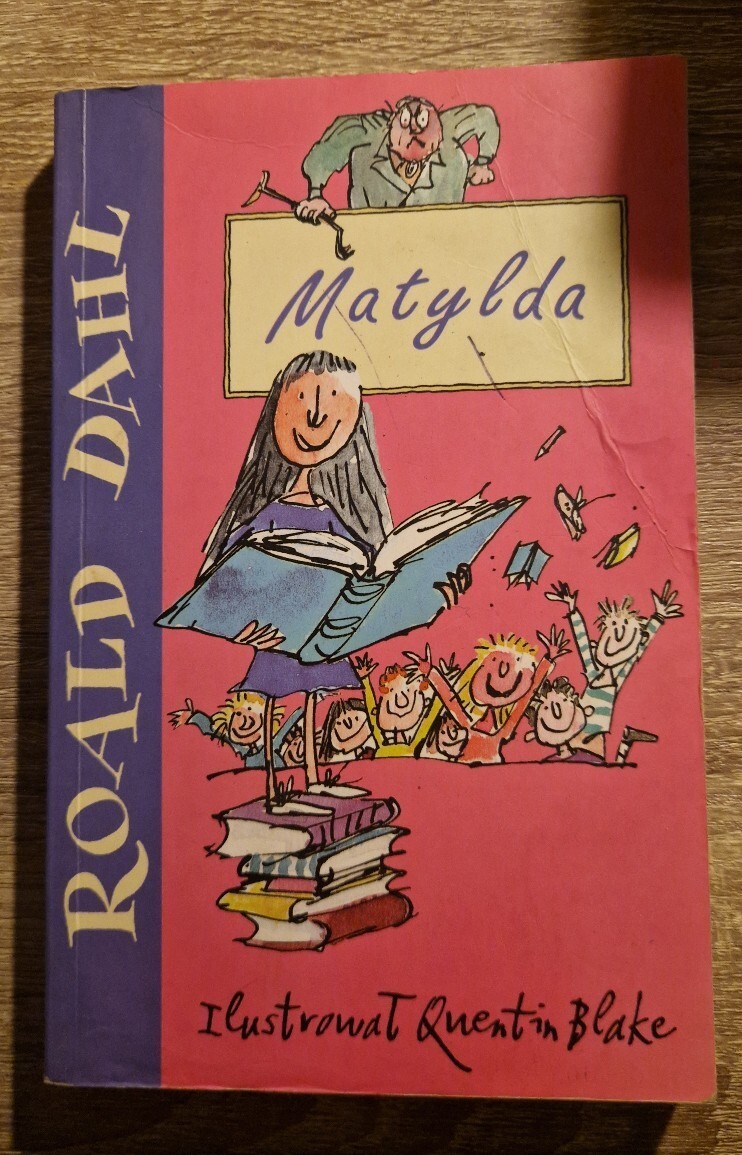 ROALD DAHL
Matylda
Ilustrował Quentin Blake